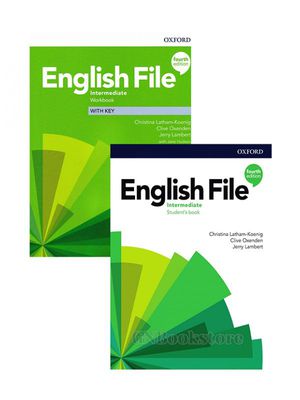 OXFORD
English File
fourth edition
Intermediate
Workbook
WITH KEY
Christina Latham-Koenig
Clive Oxenden
Jerry Lambert
OXFORD
English File
fourth edition
Intermediate
Student's book
Christina Latham-Koenig
Clive Oxenden
Jerry Lambert